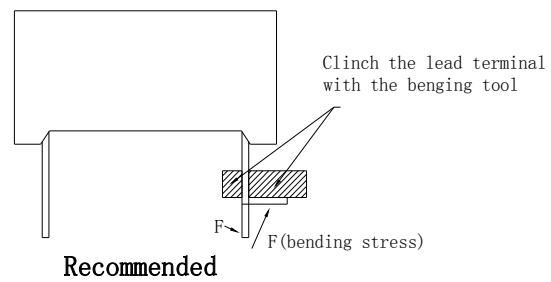 Clinch the lead terminal
with the benging tool
F
F(bending stress)
Recommended